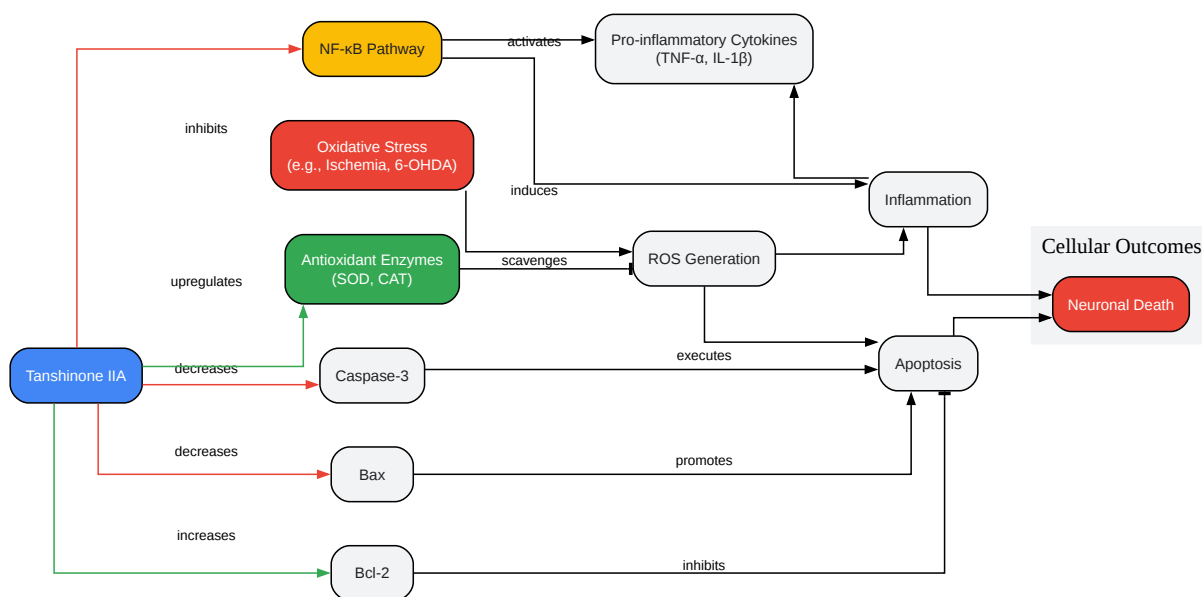 NF-κB Pathway
activates
Pro-inflammatory Cytokines
(TNF-α, IL-1β)
inhibits
Oxidative Stress
(e.g., Ischemia, 6-OHDA)
induces
Inflammation
Cellular Outcomes
Antioxidant Enzymes
(SOD, CAT)
scavenges
ROS Generation
upregulates
Neuronal Death
Tanshinone IIA
decreases
Caspase-3
executes
Apoptosis
decreases
Bax
promotes
increases
Bcl-2
inhibits